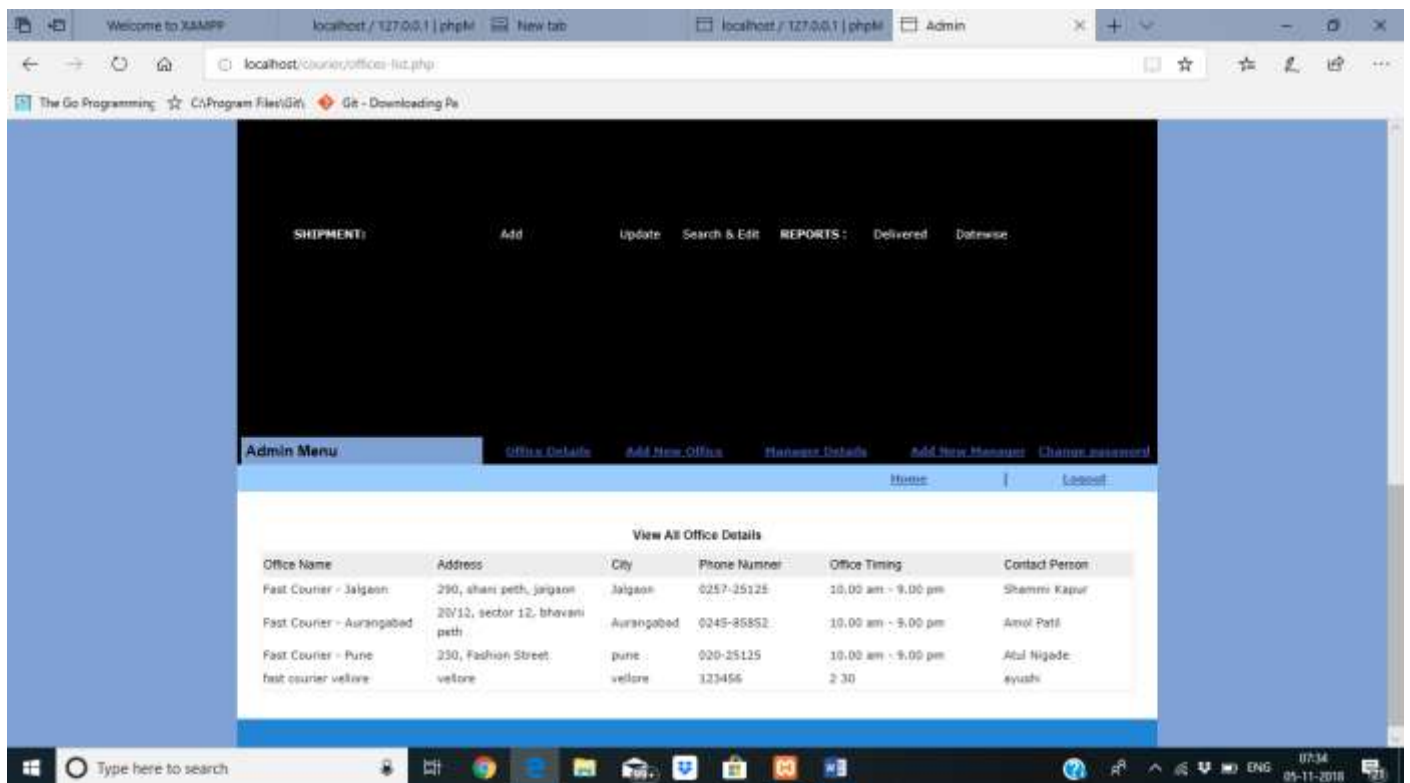 Welcome to XAMPP localhost / 127.0.0.1 | phpM New tab localhost / 127.0.0.1 | phpM Admin
localhost/courier/offices-list.php
The Go Programming C:\Program Files\Git\ Git - Downloading Pa
SHIPMENT: Add Update Search & Edit REPORTS : Delivered Datewise
Admin Menu Office Details Add New Office Manager Details Add New Manager Change password
Home | Logout
View All Office Details
Office Name Address City Phone Numner Office Timing Contact Person
Fast Courier - Jalgaon 290, shani peth, jalgaon Jalgaon 0257-25125 10.00 am - 9.00 pm Shammi Kapur
Fast Courier - Aurangabad 20/12, sector 12, bhavani peth Aurangabad 0245-85852 10.00 am - 9.00 pm Amol Patil
Fast Courier - Pune 230, Fashion Street pune 020-25125 10.00 am - 9.00 pm Atul Nigade
fast courier vellore vellore vellore 123456 2 30 ayushi
Type here to search ENG 07:34
05-11-2018